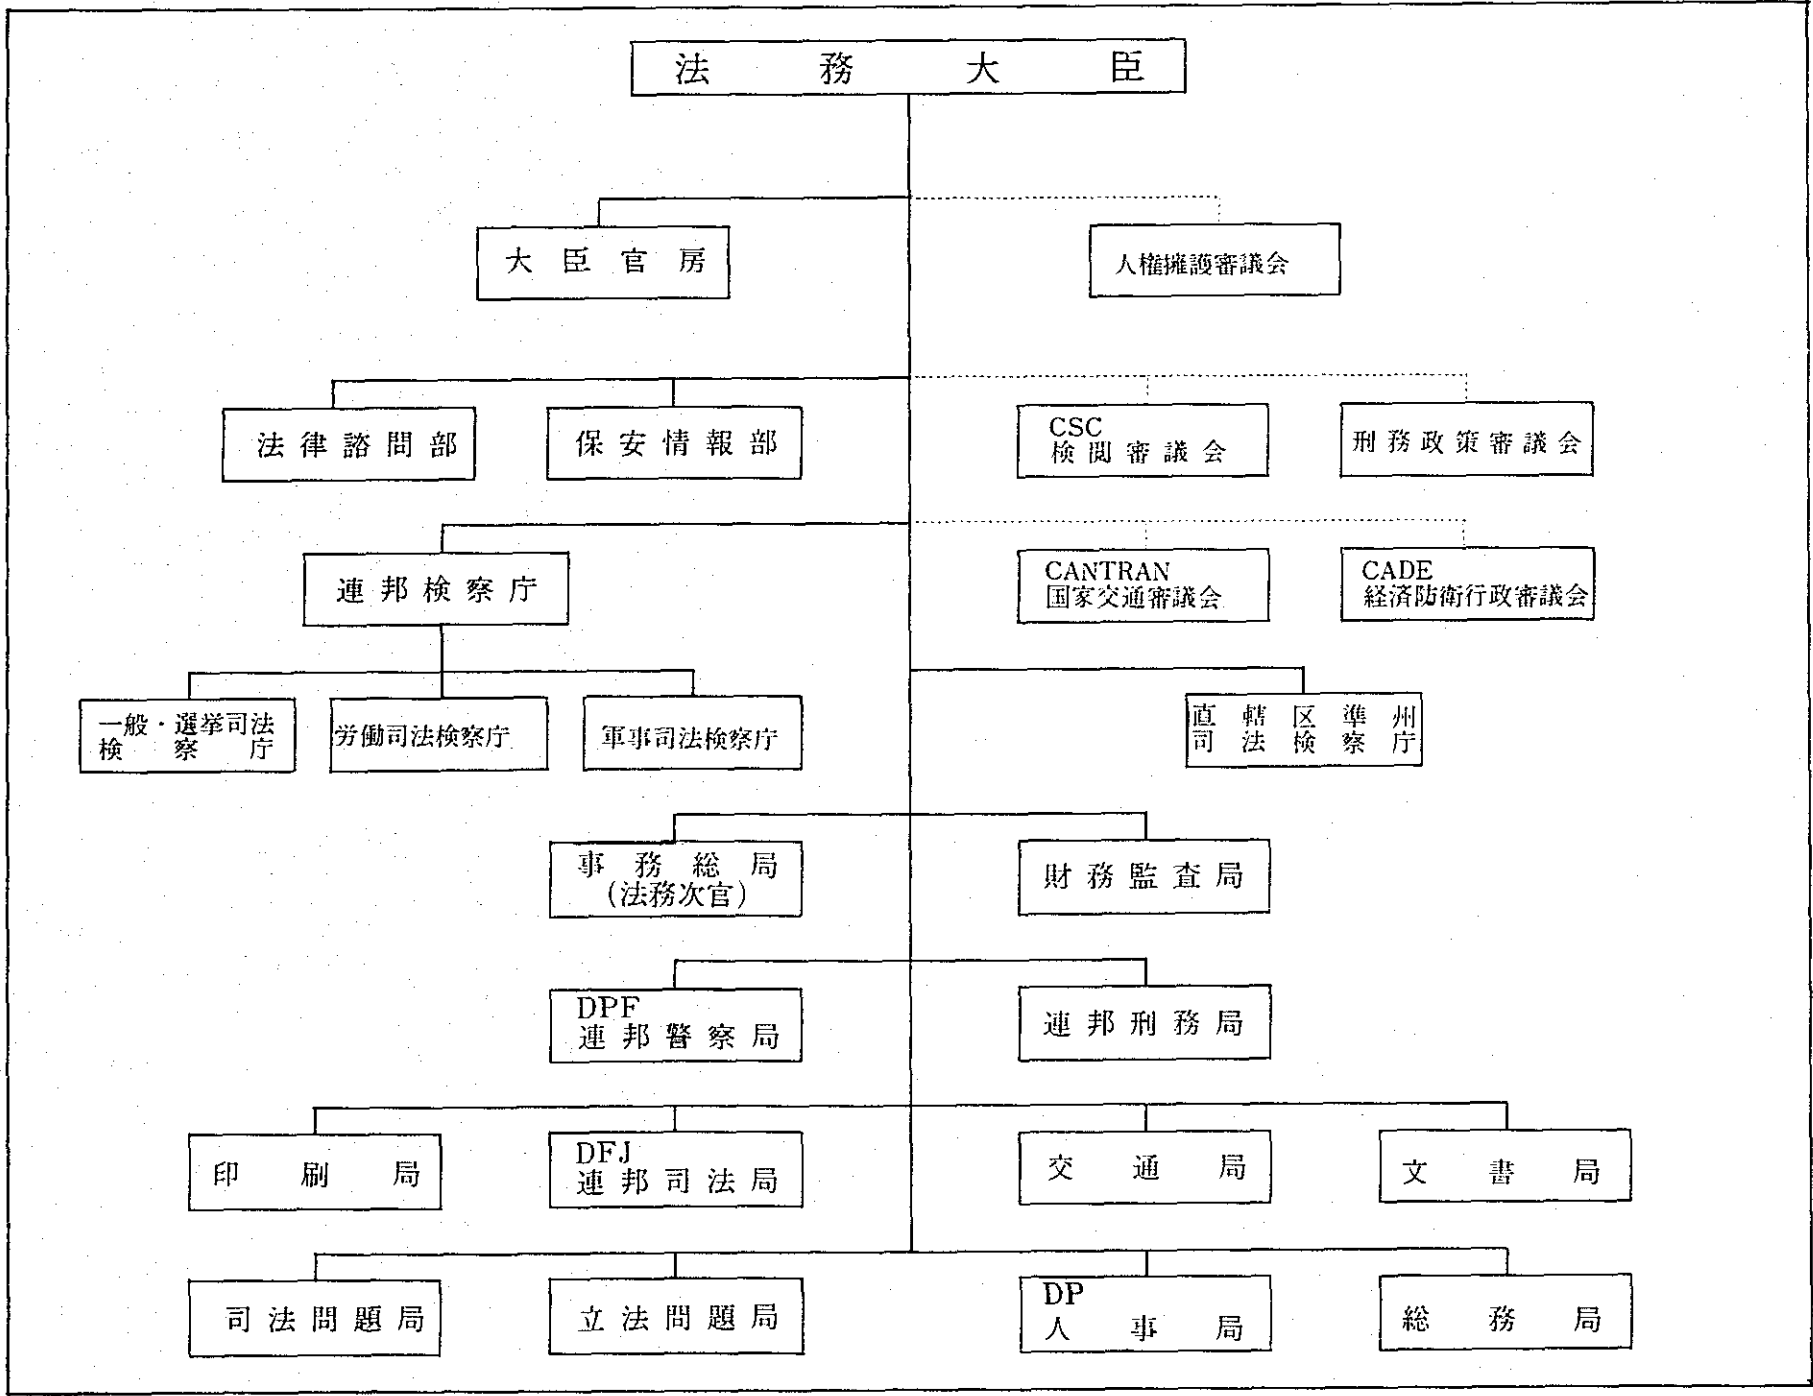 法務大臣
大臣官房
人権擁護審議会
法律諮問部
保安情報部
CSC
検閲審議会
刑務政策審議会
連邦検察庁
CANTRAN
国家交通審議会
CADE
経済防衛行政審議会
一般・選挙司法
検察庁
労働司法検察庁
軍事司法検察庁
直轄区準州
司法検察庁
事務総局
(法務次官)
財務監査局
DPF
連邦警察局
連邦刑務局
印刷局
DFJ
連邦司法局
交通局
文書局
司法問題局
立法問題局
DP
人事局
総務局